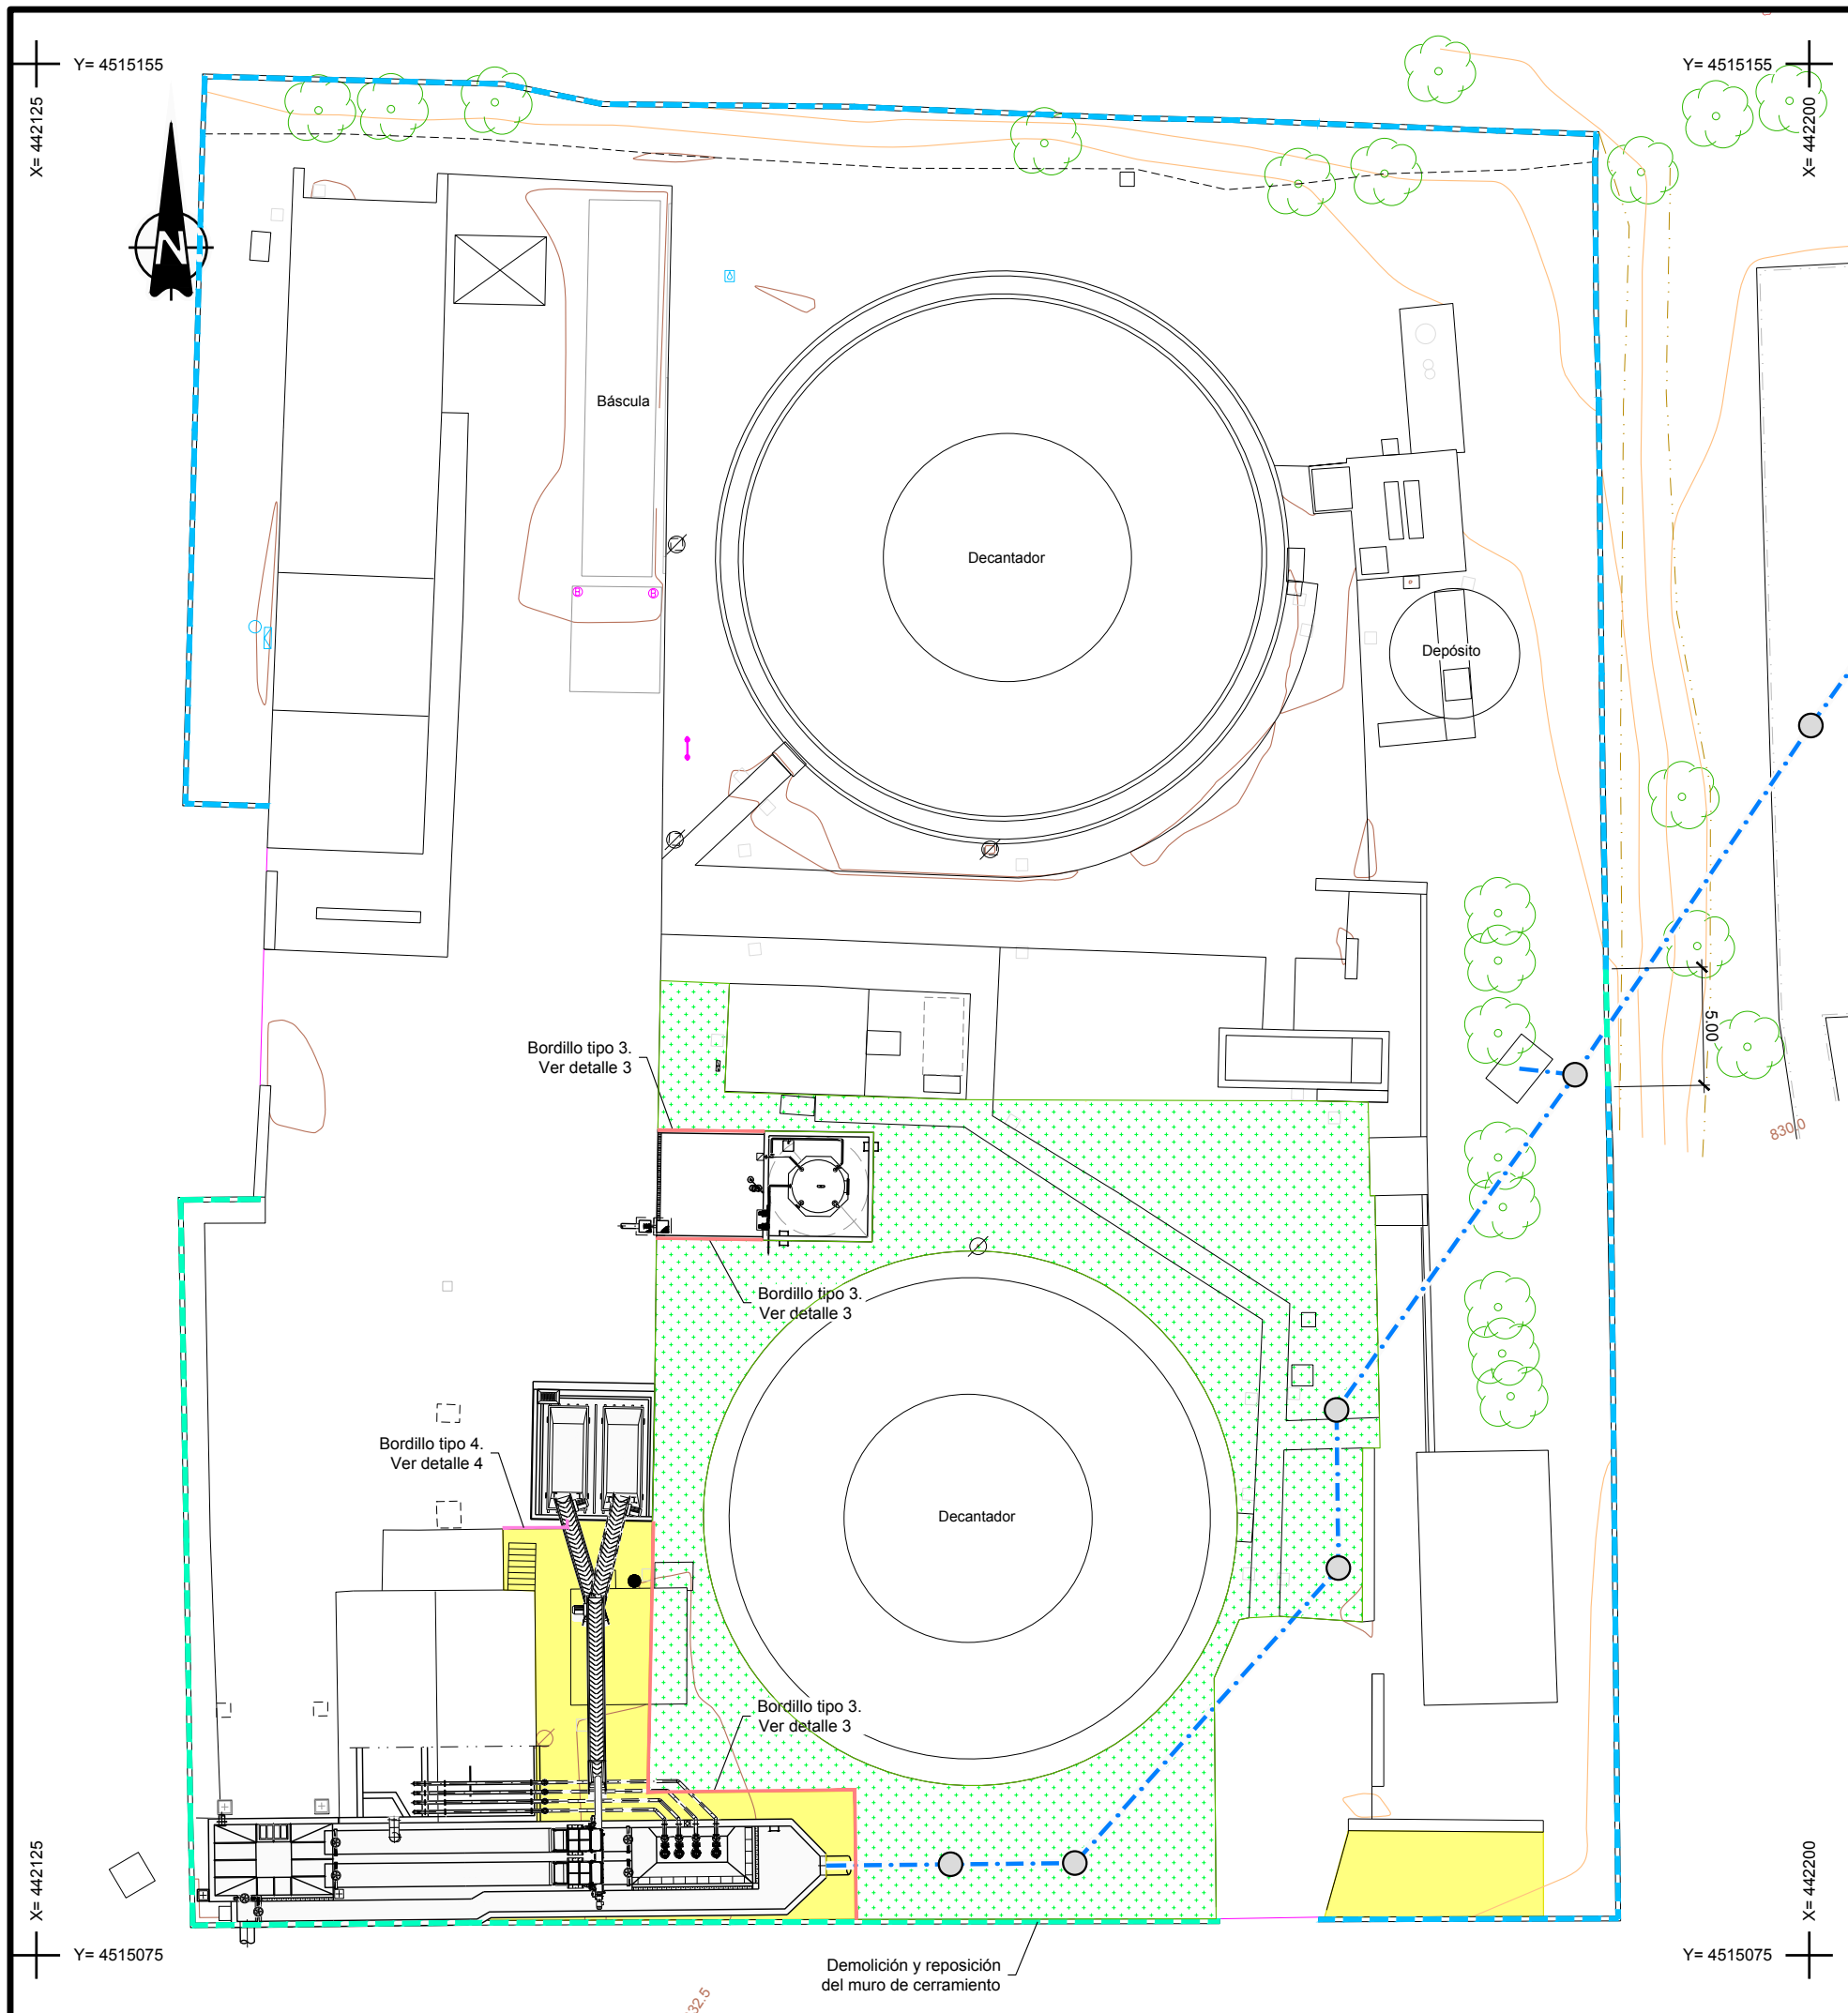 Y= 4515155
Y= 4515155
X= 442125
X= 442200
N
Báscula
Decantador
Depósito
5.00
Bordillo tipo 3.
Ver detalle 3
830.0
Bordillo tipo 3.
Ver detalle 3
Bordillo tipo 4.
Ver detalle 4
Decantador
Bordillo tipo 3.
Ver detalle 3
X= 442125
X= 442200
Y= 4515075
Y= 4515075
Demolición y reposición
del muro de cerramiento
32.5